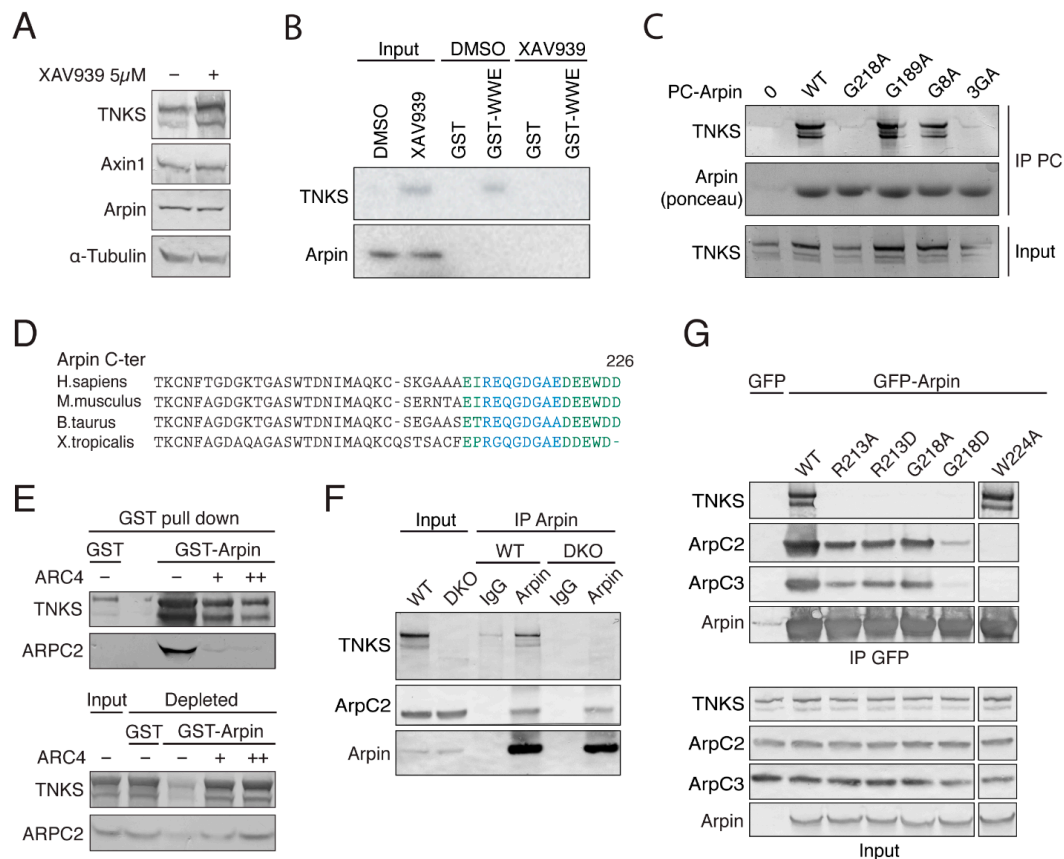 A
XAV939 5µM
– +
TNKS
Axin1
Arpin
α-Tubulin
B
Input DMSO XAV939
DMSO XAV939 GST GST-WWE GST GST-WWE
TNKS
Arpin
C
PC-Arpin 0 WT G218A G189A G8A 3GA
TNKS
Arpin
(ponceau)
IP PC
TNKS
Input
D
Arpin C-ter 226
H.sapiens TKCNFTGDGKTGASWTDNIMAQKC-SKGAAAEIREQGDGAEDEEWDD
M.musculus TKCNFAGDGKTGASWTDNIMAQKC-SERNTAEIREQGDGAEDEEWDD
B.taurus TKCNFAGDGKTGASWTDNIMAQKC-SEGAASETREQGDGAADEEWDD
X.tropicalis TKCNFAGDAQAGASWTDNIMAQKCQSTSACFEPRGQGDGAEDDEWD-
E
GST pull down
GST GST-Arpin
ARC4 – – + ++
TNKS
ARPC2
Input Depleted
GST GST-Arpin
ARC4 – – – + ++
TNKS
ARPC2
F
Input IP Arpin
WT DKO
WT DKO IgG Arpin IgG Arpin
TNKS
ArpC2
Arpin
G
GFP GFP-Arpin
WT R213A R213D G218A G218D W224A
TNKS
ArpC2
ArpC3
Arpin
IP GFP
TNKS
ArpC2
ArpC3
Arpin
Input